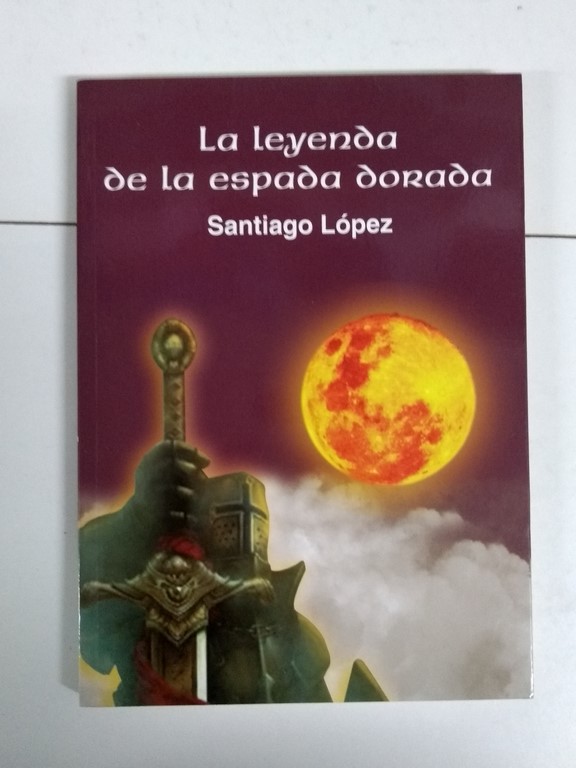 La leyenda
de la espada dorada
Santiago López